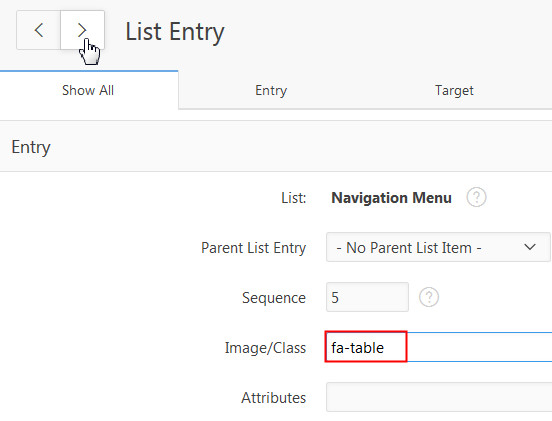 List Entry
Show All Entry Target
Entry
List: Navigation Menu ?
Parent List Entry - No Parent List Item -
Sequence 5 ?
Image/Class fa-table
Attributes